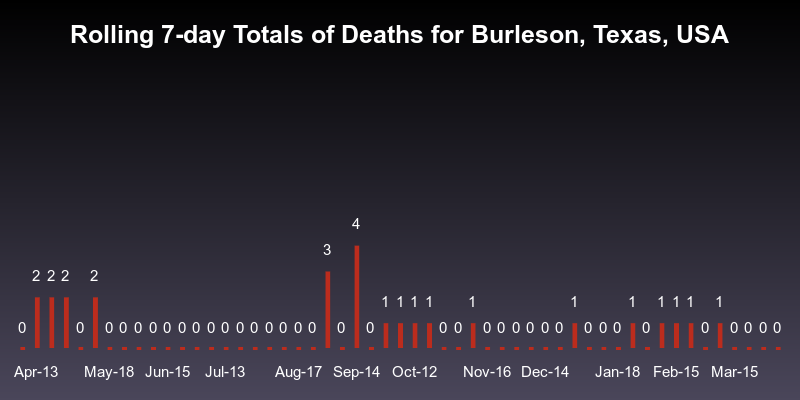 Rolling 7-day Totals of Deaths for Burleson, Texas, USA
4
3
2 2 2 2
1 1 1 1 1 1 1 1 1 1 1
0 0 0 0 0 0 0 0 0 0 0 0 0 0 0 0 0 0 0 0 0 0 0 0 0 0 0 0 0 0 0 0 0 0 0 0
Apr-13 May-18 Jun-15 Jul-13 Aug-17 Sep-14 Oct-12 Nov-16 Dec-14 Jan-18 Feb-15 Mar-15